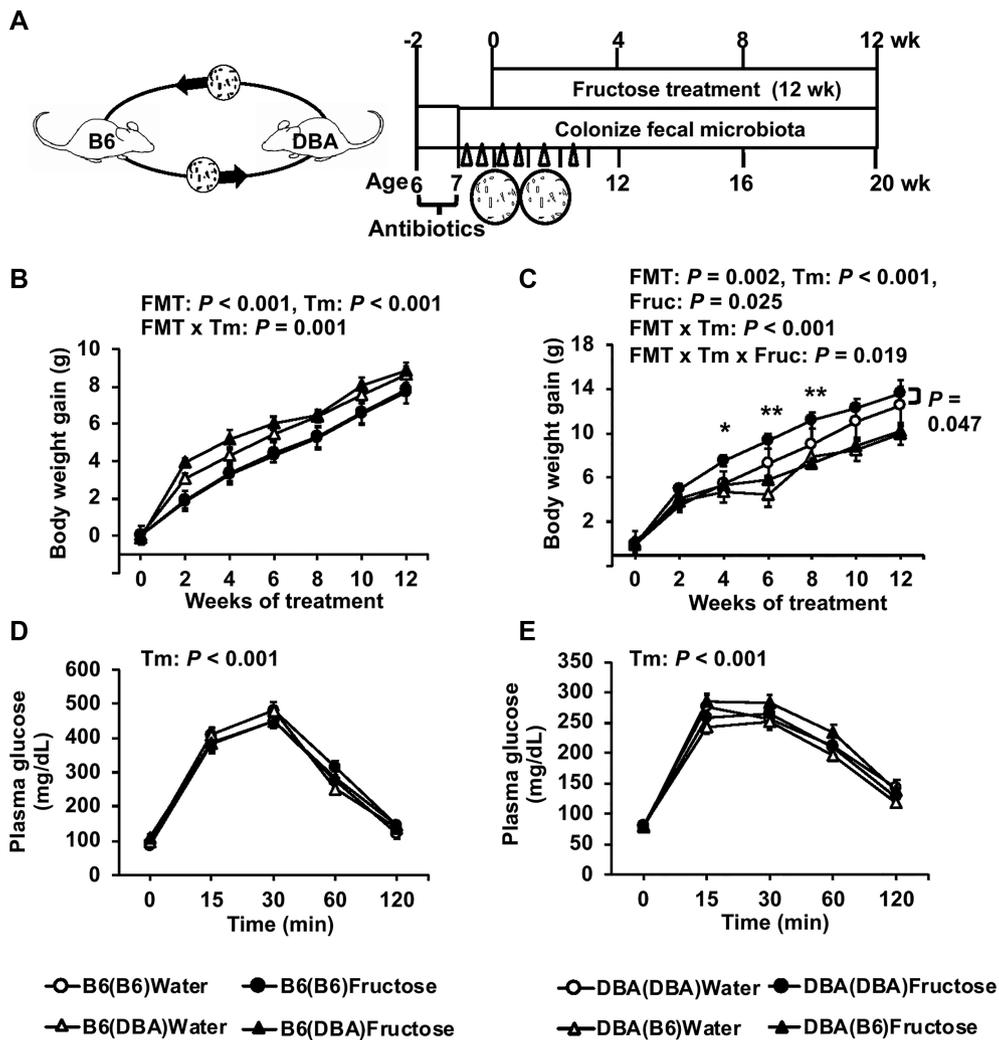 A
-2 0 4 8 12 wk
Fructose treatment (12 wk)
B6 DBA
Colonize fecal microbiota
Age 6 7 12 16 20 wk
Antibiotics
B
FMT: P < 0.001, Tm: P < 0.001
FMT x Tm: P = 0.001
Body weight gain (g)
10
8
6
4
2
0
0 2 4 6 8 10 12
Weeks of treatment
C
FMT: P = 0.002, Tm: P < 0.001,
Fruc: P = 0.025
FMT x Tm: P < 0.001
FMT x Tm x Fruc: P = 0.019
Body weight gain (g)
18
14
10
6
2
* ** **
P =
0.047
0 2 4 6 8 10 12
Weeks of treatment
D
Tm: P < 0.001
Plasma glucose
(mg/dL)
600
500
400
300
200
100
0
0 15 30 60 120
Time (min)
E
Tm: P < 0.001
Plasma glucose
(mg/dL)
350
300
250
200
150
100
50
0
0 15 30 60 120
Time (min)
B6(B6)Water B6(B6)Fructose
B6(DBA)Water B6(DBA)Fructose
DBA(DBA)Water DBA(DBA)Fructose
DBA(B6)Water DBA(B6)Fructose